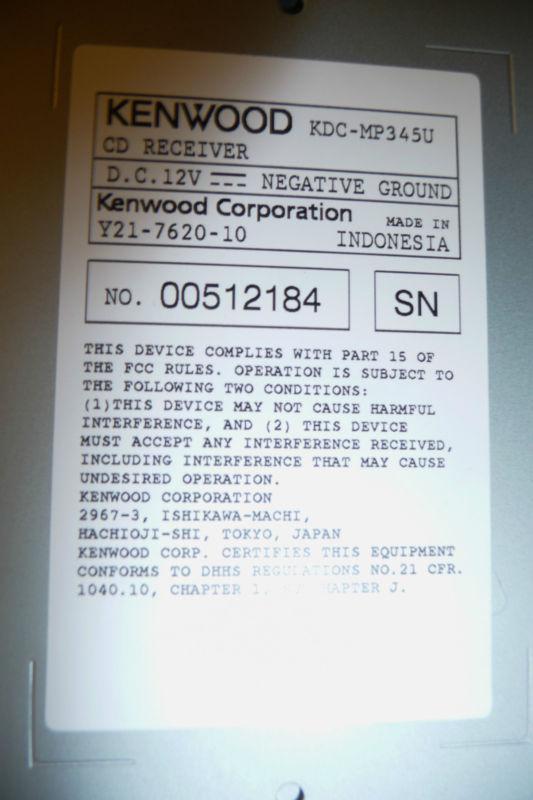 KENWOOD KDC-MP345U
CD RECEIVER
D.C.12V ⎓ NEGATIVE GROUND
Kenwood Corporation MADE IN
Y21-7620-10 INDONESIA
NO. 00512184 SN
THIS DEVICE COMPLIES WITH PART 15 OF
THE FCC RULES. OPERATION IS SUBJECT TO
THE FOLLOWING TWO CONDITIONS:
(1)THIS DEVICE MAY NOT CAUSE HARMFUL
INTERFERENCE, AND (2) THIS DEVICE
MUST ACCEPT ANY INTERFERENCE RECEIVED,
INCLUDING INTERFERENCE THAT MAY CAUSE
UNDESIRED OPERATION.
KENWOOD CORPORATION
2967-3, ISHIKAWA-MACHI,
HACHIOJI-SHI, TOKYO, JAPAN
KENWOOD CORP. CERTIFIES THIS EQUIPMENT
CONFORMS TO DHHS REGULATIONS NO.21 CFR.
1040.10, CHAPTER 1, J.